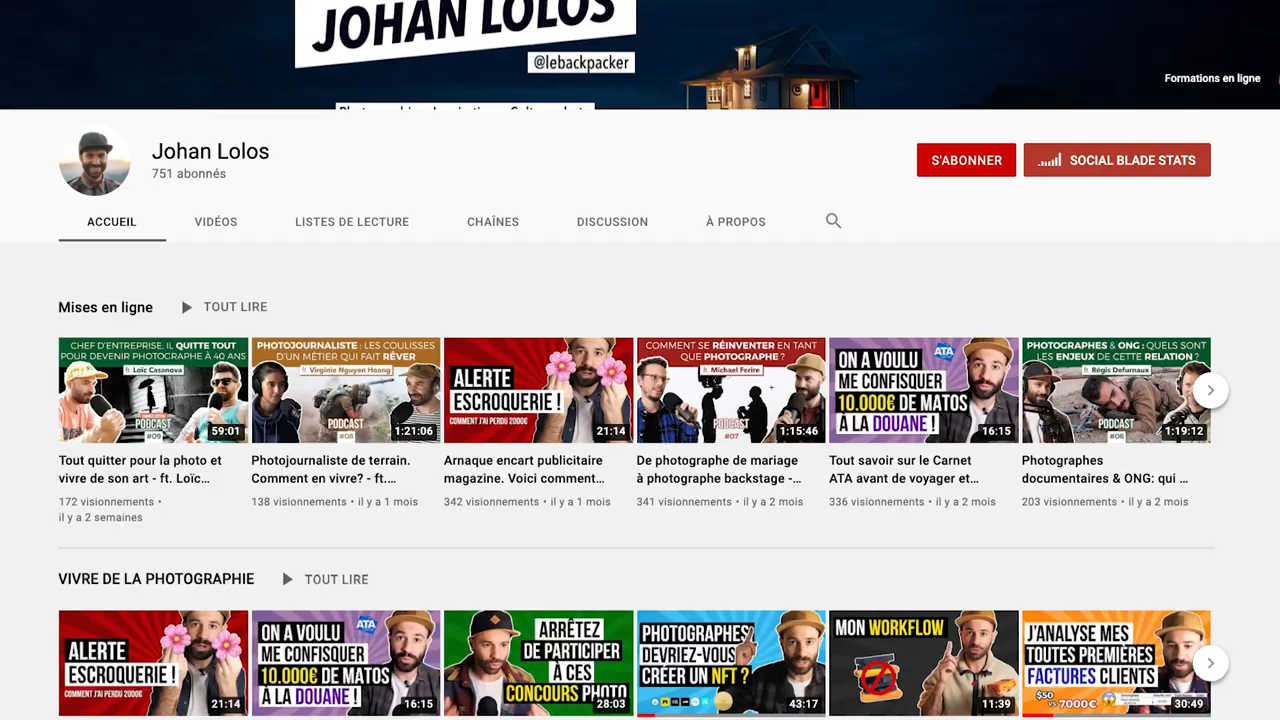 JOHAN LOLOS
@lebackpacker
Formations en ligne
Johan Lolos
751 abonnés
S'ABONNER
SOCIAL BLADE STATS
ACCUEIL
VIDÉOS
LISTES DE LECTURE
CHAÎNES
DISCUSSION
À PROPOS
Mises en ligne
TOUT LIRE
CHEF D'ENTREPRISE, IL QUITTE TOUT
POUR DEVENIR PHOTOGRAPHE À 40 ANS
ft. Loïc Casanova
PODCAST
#09
59:01
PHOTOJOURNALISTE : LES COULISSES
D'UN MÉTIER QUI FAIT RÊVER
ft. Virginie Nguyen Hoang
PODCAST
#08
1:21:06
ALERTE
ESCROQUERIE !
COMMENT J'AI PERDU 2000€
21:14
COMMENT SE RÉINVENTER EN TANT
QUE PHOTOGRAPHE ?
ft. Michael Ferire
PODCAST
#07
1:15:46
ON A VOULU
ATA
ME CONFISQUER
10.000€ DE MATOS
À LA DOUANE !
16:15
PHOTOGRAPHES & ONG : QUELS SONT
LES ENJEUX DE CETTE RELATION ?
ft. Régis Defurnaux
PODCAST
#06
1:19:12
Tout quitter pour la photo et
vivre de son art - ft. Loïc...
172 visionnements •
il y a 2 semaines
Photojournaliste de terrain.
Comment en vivre? - ft....
138 visionnements • il y a 1 mois
Arnaque encart publicitaire
magazine. Voici comment...
342 visionnements • il y a 1 mois
De photographe de mariage
à photographe backstage -...
341 visionnements • il y a 2 mois
Tout savoir sur le Carnet
ATA avant de voyager et...
336 visionnements • il y a 2 mois
Photographes
documentaires & ONG: qui ...
203 visionnements • il y a 2 mois
VIVRE DE LA PHOTOGRAPHIE
TOUT LIRE
ALERTE
ESCROQUERIE !
COMMENT J'AI PERDU 2000€
21:14
ON A VOULU
ATA
ME CONFISQUER
10.000€ DE MATOS
À LA DOUANE !
16:15
ARRÊTEZ
DE PARTICIPER
À CES
CONCOURS PHOTO
28:03
PHOTOGRAPHES,
DEVRIEZ-VOUS
CRÉER UN NFT ?
43:17
MON WORKFLOW
11:39
J'ANALYSE MES
TOUTES PREMIÈRES
FACTURES CLIENTS
$50
vs 7000€
30:49